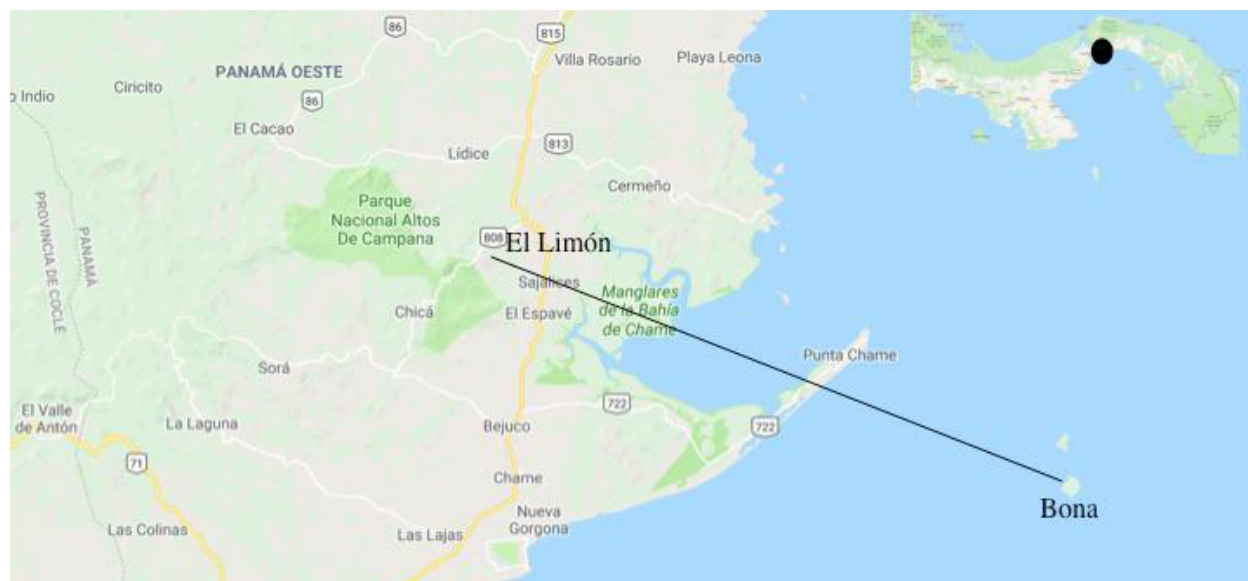 86
815
Villa Rosario
Playa Leona
PANAMÁ OESTE
Ciricito
o Indio
86
El Cacao
813
Lídice
Cermeño
Parque
Nacional Altos
De Campana
PROVINCIA DE COCLE
PANAMÁ
808
El Limón
Sajalices
Manglares
de la Bahía
de Chame
Chicá
El Espavé
Punta Chame
Sorá
722
El Valle
de Antón
La Laguna
Bejuco
722
71
Chame
Bona
Nueva
Gorgona
Las Colinas
Las Lajas